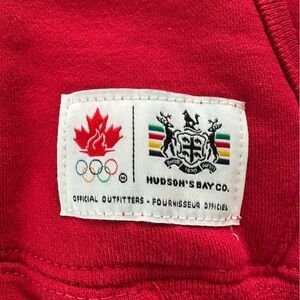 HUDSON'S BAY CO.
OFFICIAL OUTFITTERS - FOURNISSEUR OFFICIEL